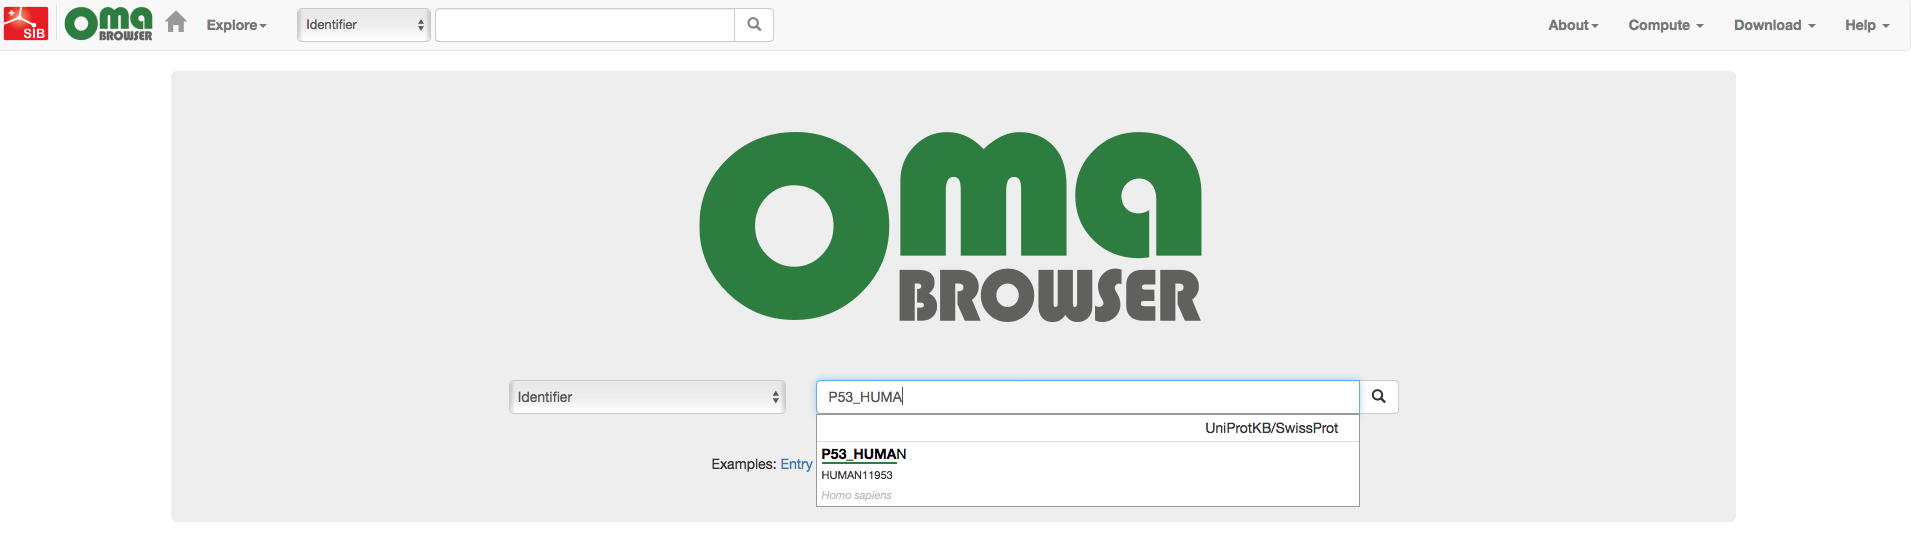 SIB oma BROWSER Explore Identifier About Compute Download Help
oma
BROWSER
Identifier P53_HUMA
UniProtKB/SwissProt
P53_HUMAN
Examples: Entry
HUMAN11953
Homo sapiens